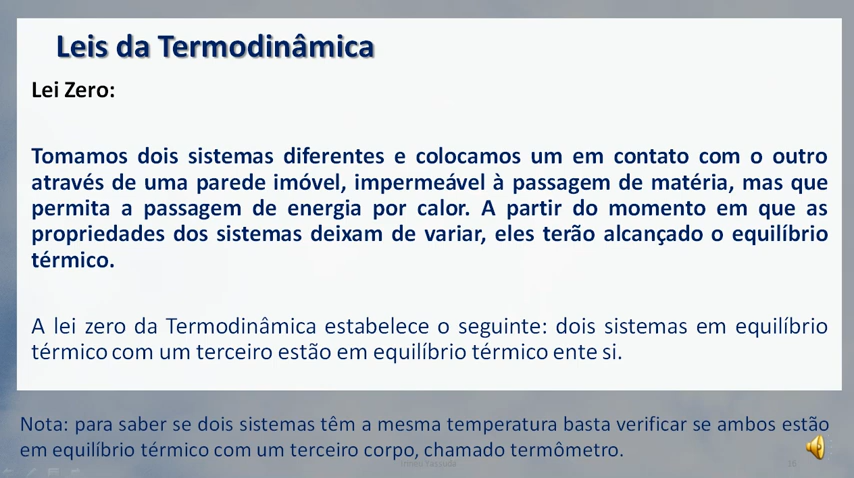 Leis da Termodinâmica
Lei Zero:
Tomamos dois sistemas diferentes e colocamos um em contato com o outro
através de uma parede imóvel, impermeável à passagem de matéria, mas que
permita a passagem de energia por calor. A partir do momento em que as
propriedades dos sistemas deixam de variar, eles terão alcançado o equilíbrio
térmico.
A lei zero da Termodinâmica estabelece o seguinte: dois sistemas em equilíbrio
térmico com um terceiro estão em equilíbrio térmico ente si.
Nota: para saber se dois sistemas têm a mesma temperatura basta verificar se ambos estão
em equilíbrio térmico com um terceiro corpo, chamado termômetro.